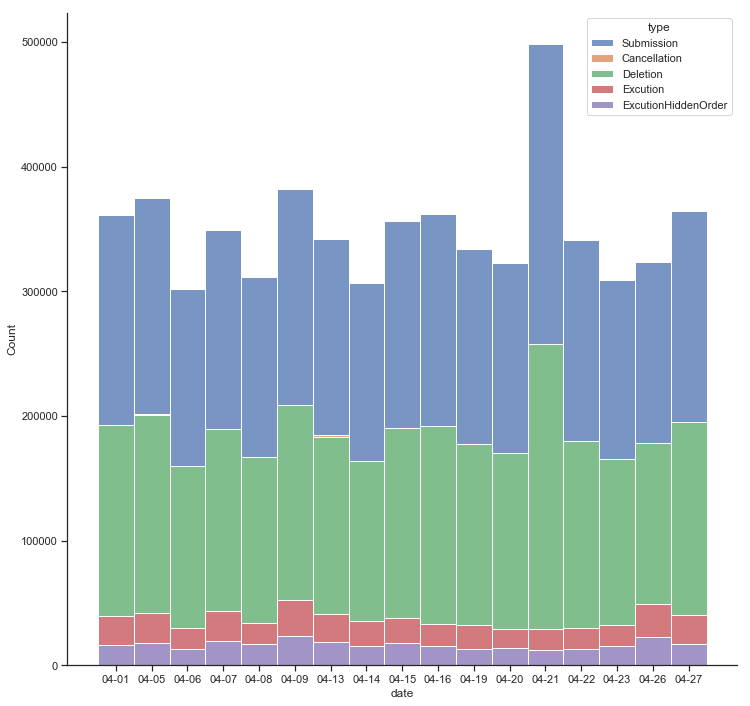 type
Submission
Cancellation
Deletion
Excution
ExcutionHiddenOrder
500000
400000
300000
200000
100000
0
Count
04-01 04-05 04-06 04-07 04-08 04-09 04-13 04-14 04-15 04-16 04-19 04-20 04-21 04-22 04-23 04-26 04-27
date